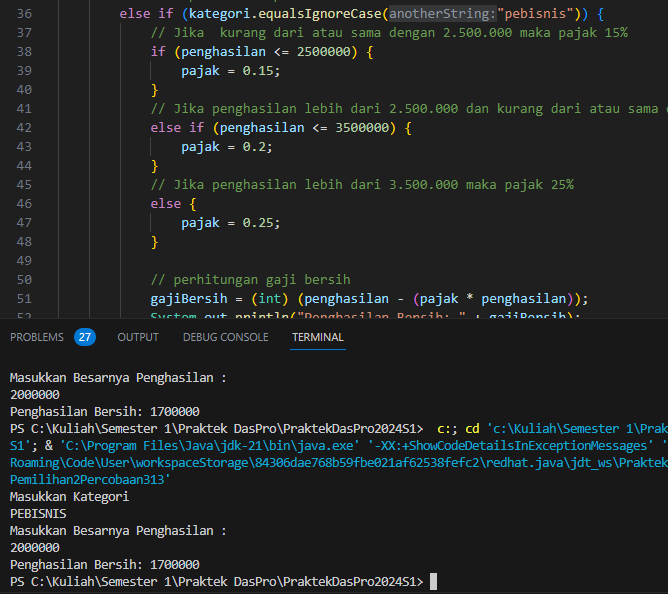 36 else if (kategori.equalsIgnoreCase(anotherString:"pebisnis")) {
37 // Jika  kurang dari atau sama dengan 2.500.000 maka pajak 15%
38 if (penghasilan <= 2500000) {
39 pajak = 0.15;
40 }
41 // Jika penghasilan lebih dari 2.500.000 dan kurang dari atau sama
42 else if (penghasilan <= 3500000) {
43 pajak = 0.2;
44 }
45 // Jika penghasilan lebih dari 3.500.000 maka pajak 25%
46 else {
47 pajak = 0.25;
48 }
49
50 // perhitungan gaji bersih
51 gajiBersih = (int) (penghasilan - (pajak * penghasilan));
52 System.out.println("Penghasilan Bersih: " + gajiBersih);
PROBLEMS 27 OUTPUT DEBUG CONSOLE TERMINAL
Masukkan Besarnya Penghasilan :
2000000
Penghasilan Bersih: 1700000
PS C:\Kuliah\Semester 1\Praktek DasPro\PraktekDasPro2024S1>  c:; cd 'c:\Kuliah\Semester 1\Prak
S1'; & 'C:\Program Files\Java\jdk-21\bin\java.exe' '-XX:+ShowCodeDetailsInExceptionMessages' '
Roaming\Code\User\workspaceStorage\84306dae768b59fbe021af62538fefc2\redhat.java\jdt_ws\Praktek
Pemilihan2Percobaan313'
Masukkan Kategori
PEBISNIS
Masukkan Besarnya Penghasilan :
2000000
Penghasilan Bersih: 1700000
PS C:\Kuliah\Semester 1\Praktek DasPro\PraktekDasPro2024S1>